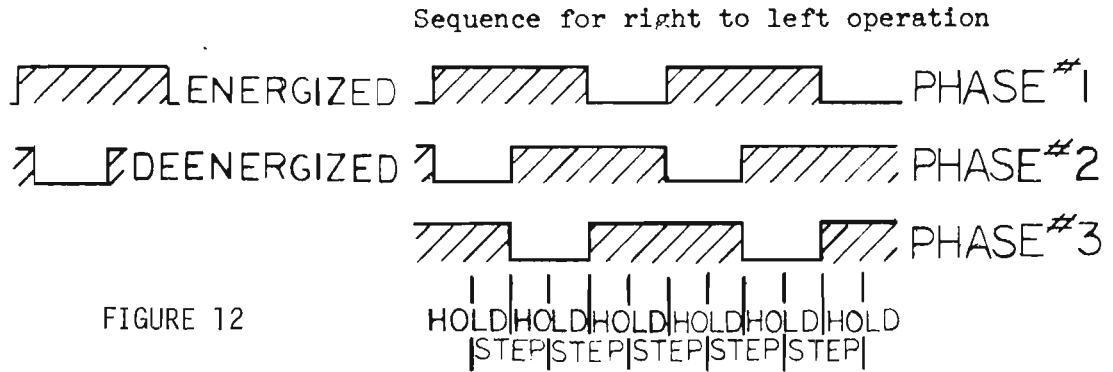 Sequence for right to left operation
ENERGIZED PHASE #1
DEENERGIZED PHASE #2
PHASE #3
FIGURE 12 HOLD HOLD HOLD HOLD HOLD HOLD
STEP STEP STEP STEP STEP